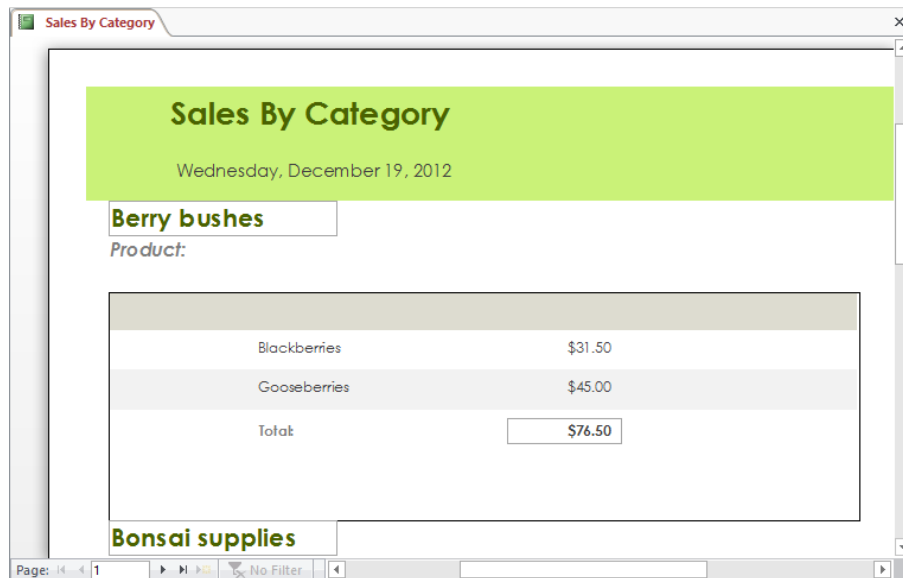 Sales By Category
Sales By Category
Wednesday, December 19, 2012
Berry bushes
Product:
Blackberries $31.50
Gooseberries $45.00
Total: $76.50
Bonsai supplies
Page: 1 No Filter